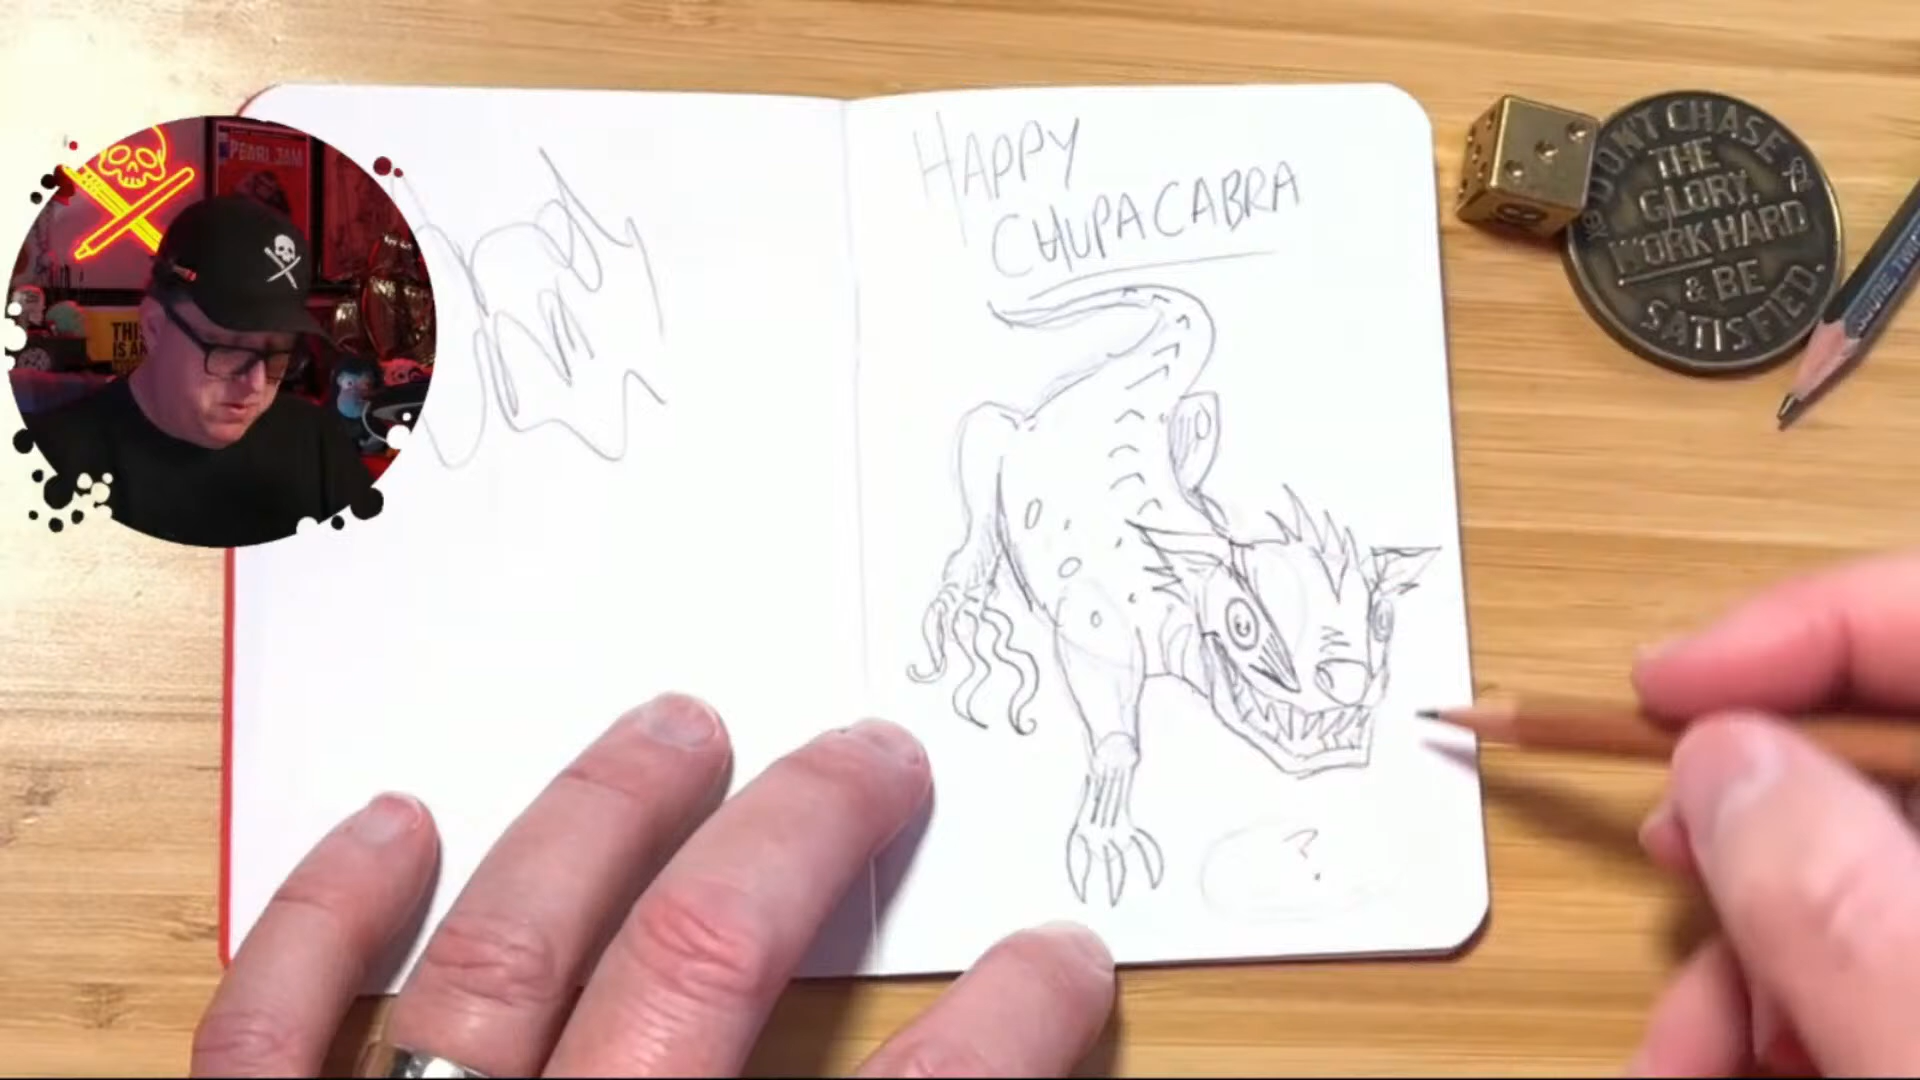 HAPPY
CHUPACABRA
?
PEARL JAM
THIS
IS AN
DON'T CHASE
THE
GLORY,
WORK HARD
& BE
SATISFIED.